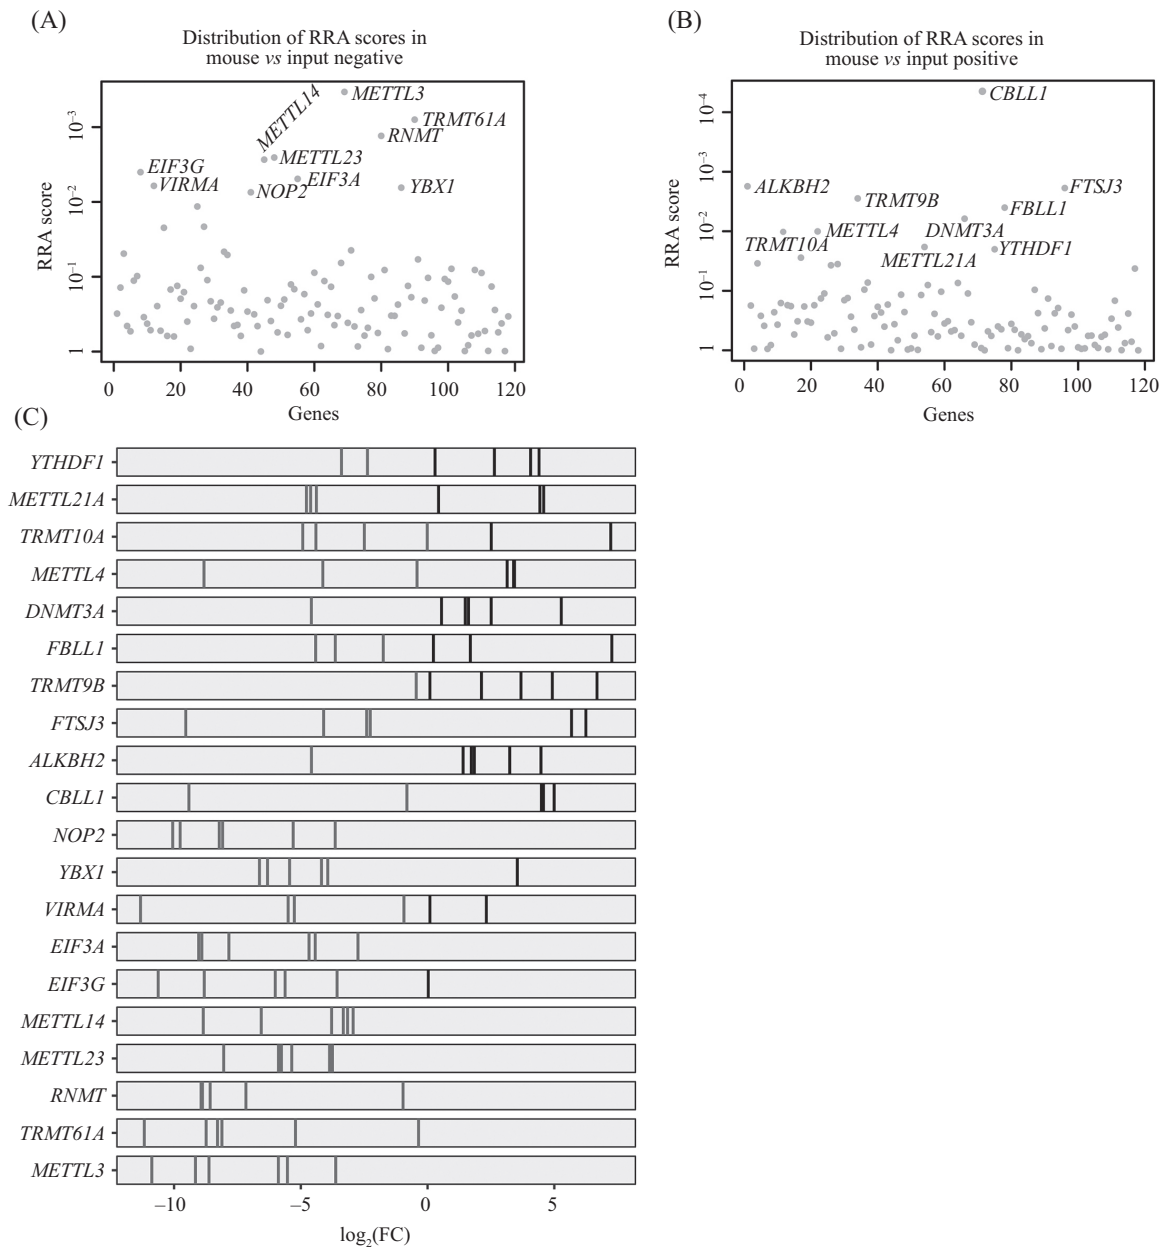 (A)
Distribution of RRA scores in
mouse vs input negative
RRA score
10⁻³
10⁻²
10⁻¹
1
METTL3
METTL14
TRMT61A
RNMT
METTL23
EIF3G
EIF3A
VIRMA
NOP2
YBX1
0 20 40 60 80 100 120
Genes
(B)
Distribution of RRA scores in
mouse vs input positive
RRA score
10⁻⁴
10⁻³
10⁻²
10⁻¹
1
CBLL1
ALKBH2
FTSJ3
TRMT9B
FBLL1
DNMT3A
METTL4
TRMT10A
YTHDF1
METTL21A
0 20 40 60 80 100 120
Genes
(C)
YTHDF1
METTL21A
TRMT10A
METTL4
DNMT3A
FBLL1
TRMT9B
FTSJ3
ALKBH2
CBLL1
NOP2
YBX1
VIRMA
EIF3A
EIF3G
METTL14
METTL23
RNMT
TRMT61A
METTL3
–10 –5 0 5
log₂(FC)